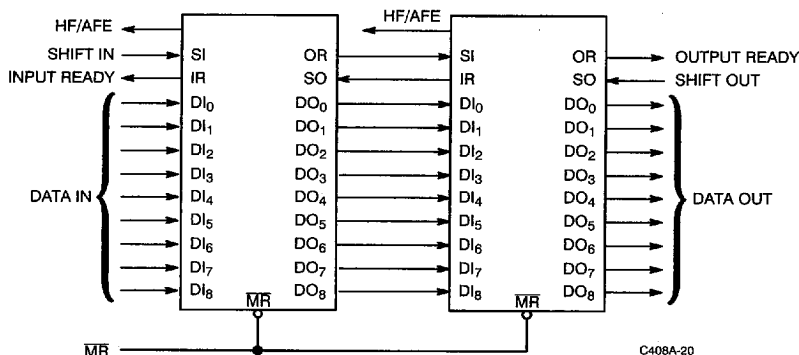 HF/AFE
HF/AFE
SHIFT IN SI OR SI OR OUTPUT READY
INPUT READY IR SO IR SO SHIFT OUT
DI0 DO0 DI0 DO0
DI1 DO1 DI1 DO1
DI2 DO2 DI2 DO2
DI3 DO3 DI3 DO3
DATA IN DI4 DO4 DI4 DO4 DATA OUT
DI5 DO5 DI5 DO5
DI6 DO6 DI6 DO6
DI7 DO7 DI7 DO7
DI8 DO8 DI8 DO8
M̅R̅ M̅R̅
M̅R̅ C408A-20